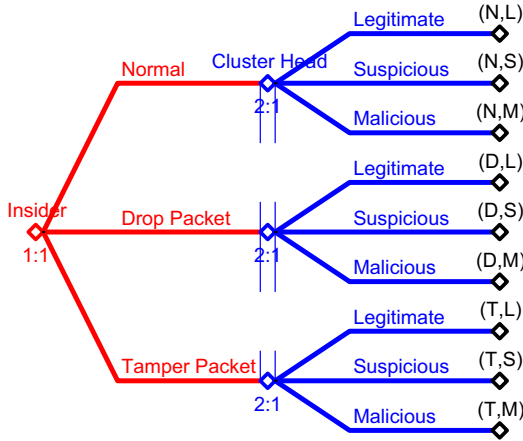 Legitimate (N,L)
Normal Cluster Head Suspicious (N,S)
2:1
Malicious (N,M)
Legitimate (D,L)
Insider Drop Packet Suspicious (D,S)
1:1 2:1
Malicious (D,M)
Legitimate (T,L)
Tamper Packet Suspicious (T,S)
2:1
Malicious (T,M)